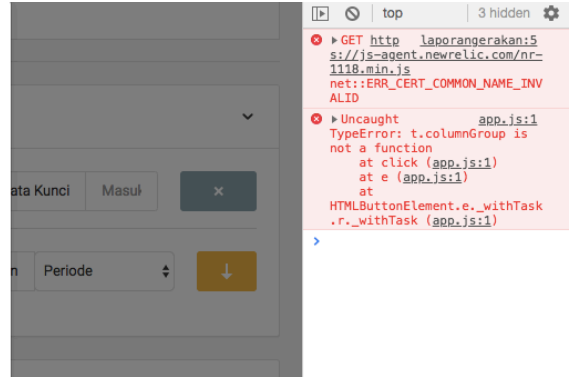 top
3 hidden
GET http laporangerakan:5
s://js-agent.newrelic.com/nr-
1118.min.js
net::ERR_CERT_COMMON_NAME_INV
ALID
Uncaught app.js:1
TypeError: t.columnGroup is
not a function
at click (app.js:1)
at e (app.js:1)
at
HTMLButtonElement.e._withTask
.r._withTask (app.js:1)
ata Kunci
Masuk
×
n
Periode